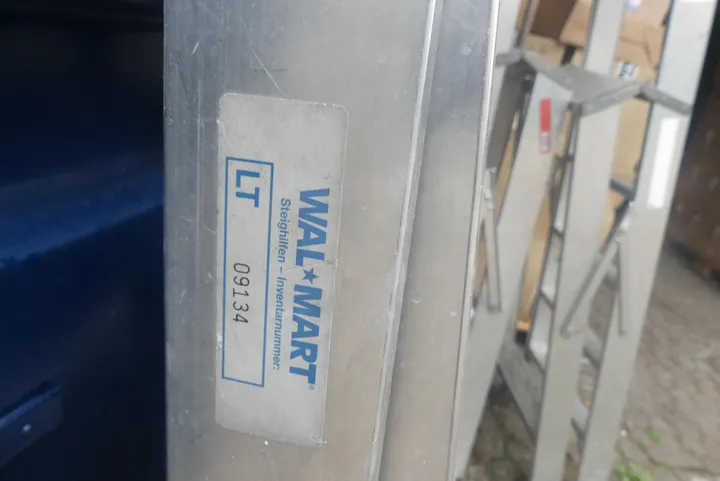 WAL★MART®
Steighilfen – Inventarnummer:
LT 09134